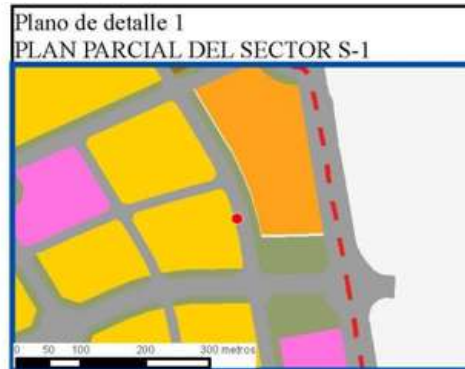 Plano de detalle 1
PLAN PARCIAL DEL SECTOR S-1
0 50 100 200 300 metros